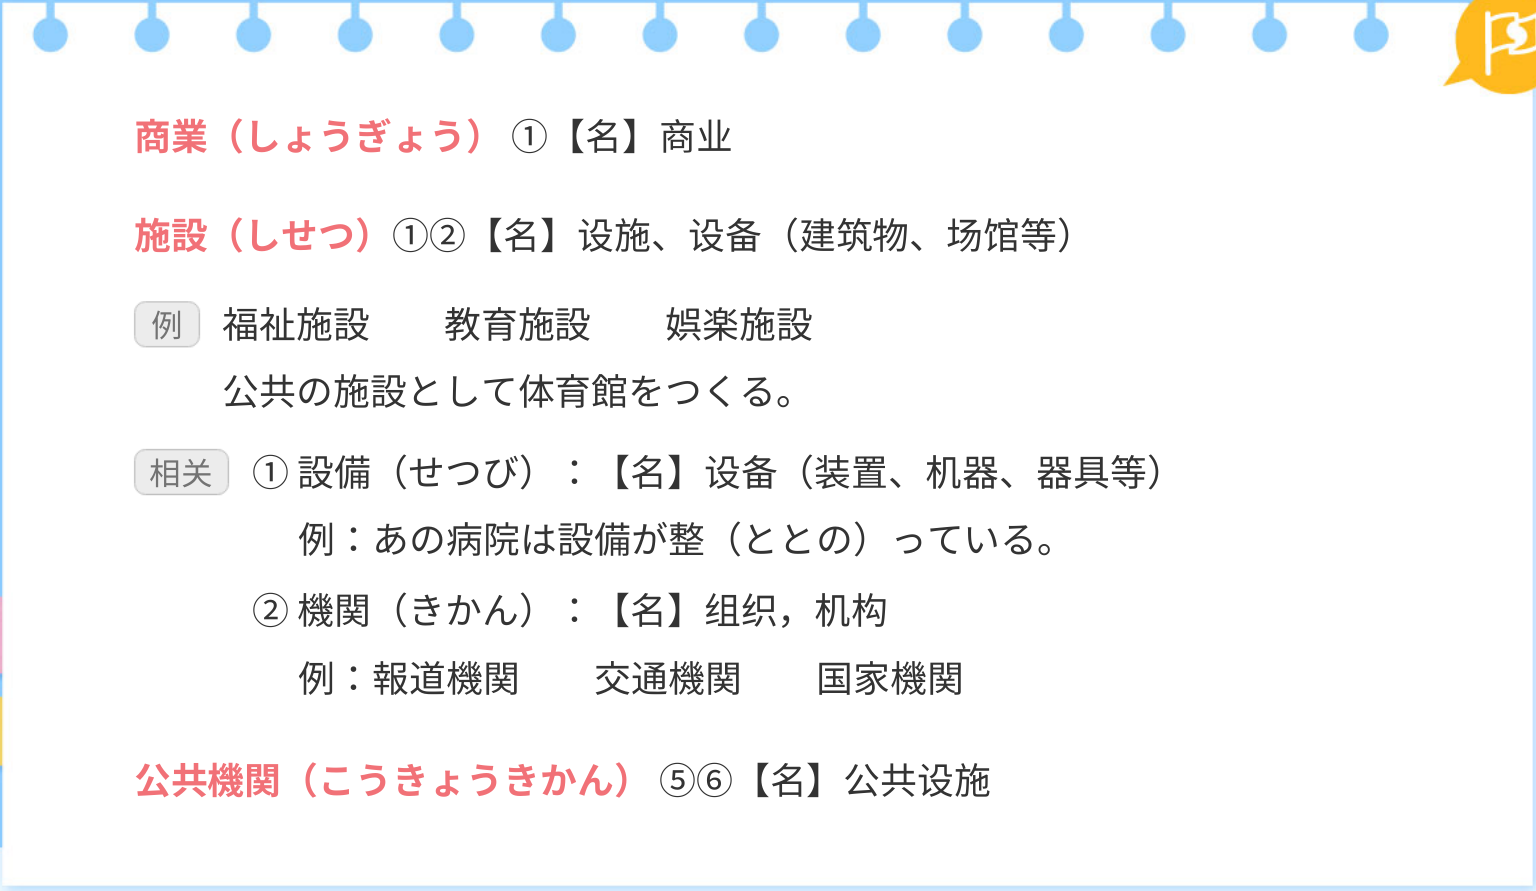 商業（しょうぎょう）①【名】商业
施設（しせつ）①②【名】设施、设备（建筑物、场馆等）
例 福祉施設 教育施設 娯楽施設
公共の施設として体育館をつくる。
相关 ①設備（せつび）：【名】设备（装置、机器、器具等）
例：あの病院は設備が整（ととの）っている。
②機関（きかん）：【名】组织，机构
例：報道機関 交通機関 国家機関
公共機関（こうきょうきかん）⑤⑥【名】公共设施